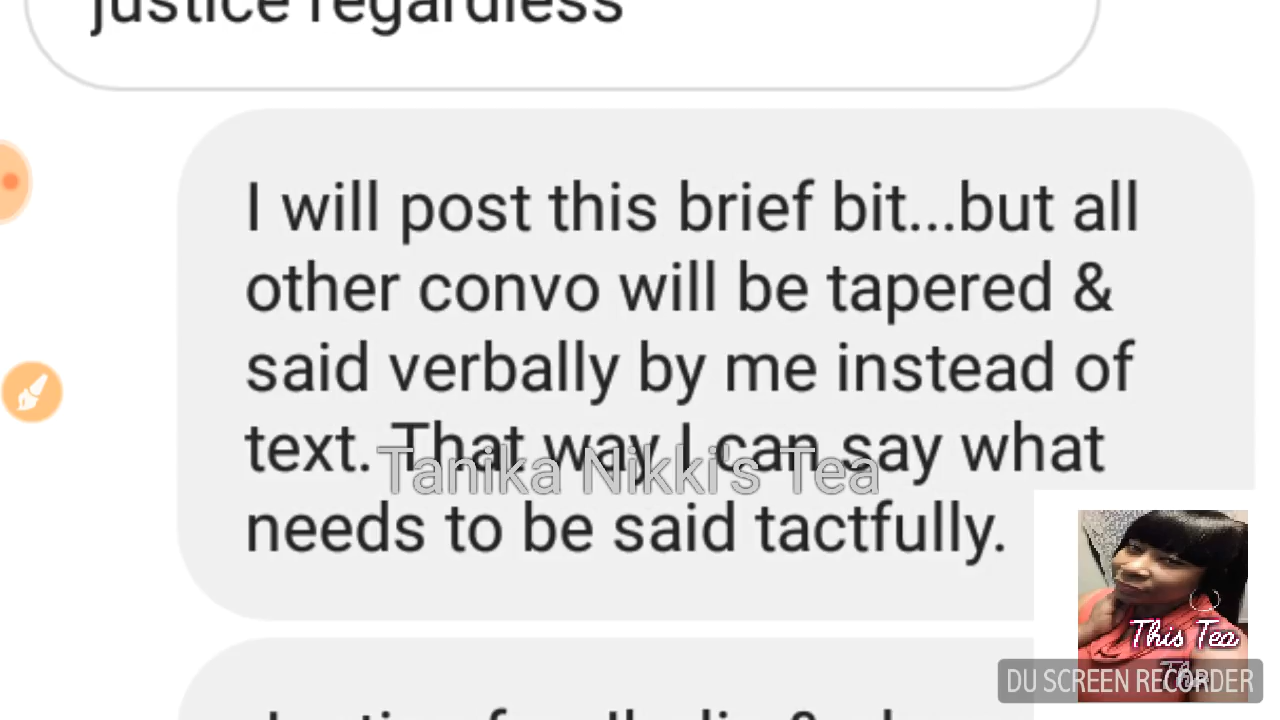 justice regardless
I will post this brief bit...but all
other convo will be tapered &
said verbally by me instead of
text. That way I can say what
Tanika Nikki's Tea
needs to be said tactfully.
This Tea
DU SCREEN RECORDER